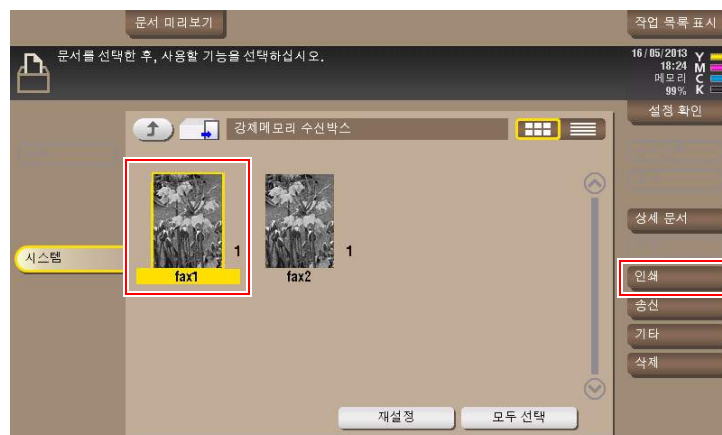 문서 미리보기
작업 목록 표시
문서를 선택한 후, 사용할 기능을 선택하십시오.
16/05/2013
18:24
메모리
99%
Y
M
C
K
설정 확인
강제메모리 수신박스
상세 문서
시스템
1
fax1
1
fax2
인쇄
송신
기타
삭제
재설정
모두 선택